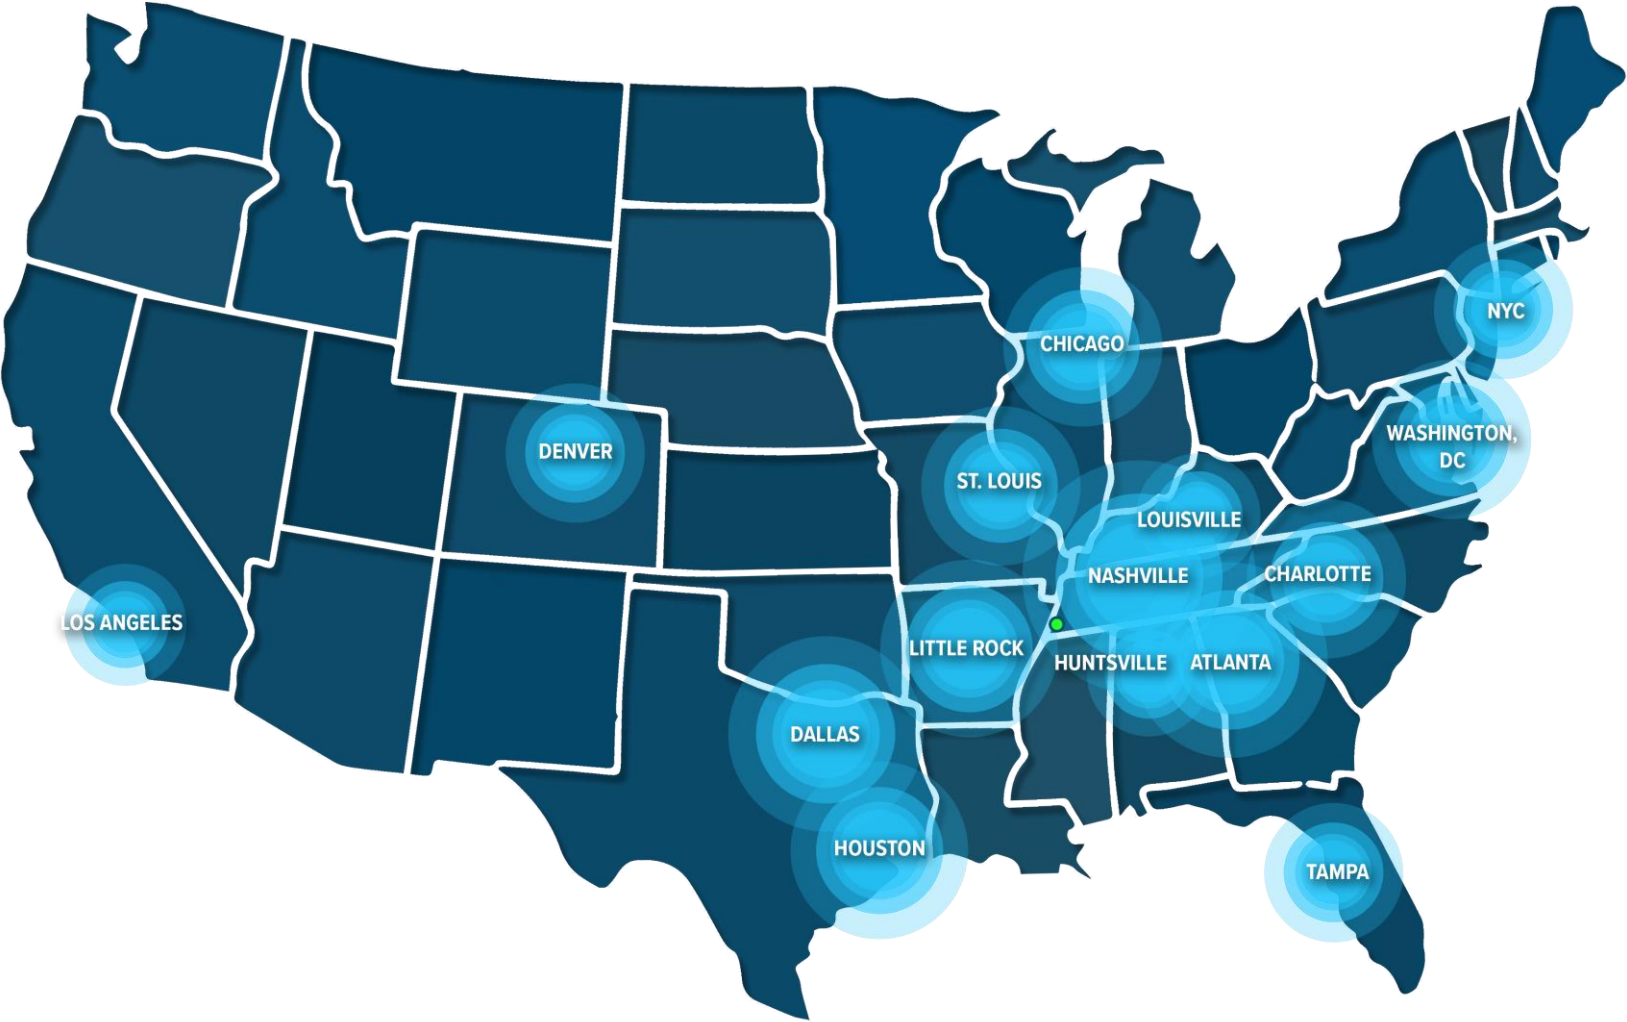 NYC
CHICAGO
WASHINGTON,
DC
DENVER
ST. LOUIS
LOUISVILLE
NASHVILLE
CHARLOTTE
LOS ANGELES
LITTLE ROCK
HUNTSVILLE
ATLANTA
DALLAS
HOUSTON
TAMPA